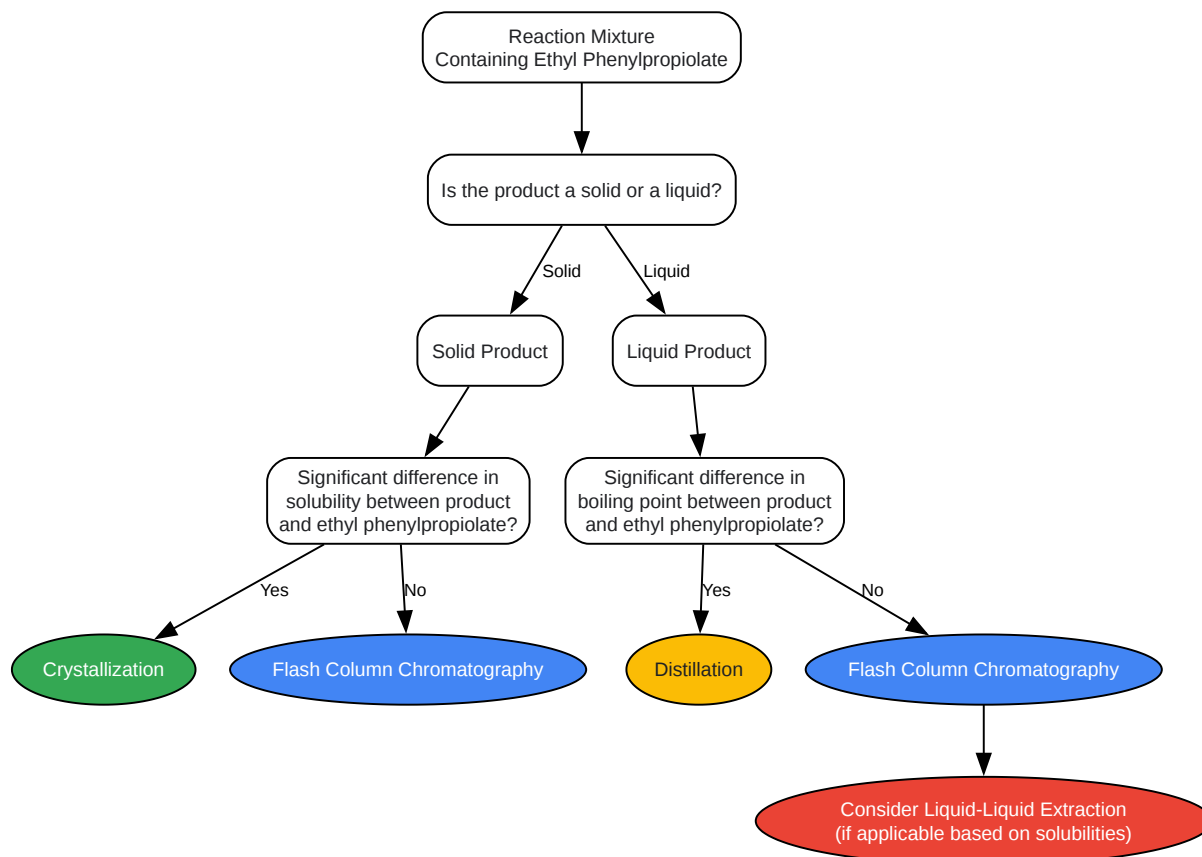 Reaction Mixture
Containing Ethyl Phenylpropiolate
Is the product a solid or a liquid?
Solid
Liquid
Solid Product
Liquid Product
Significant difference in
solubility between product
and ethyl phenylpropiolate?
Significant difference in
boiling point between product
and ethyl phenylpropiolate?
Yes
No
Yes
No
Crystallization
Flash Column Chromatography
Distillation
Flash Column Chromatography
Consider Liquid-Liquid Extraction
(if applicable based on solubilities)